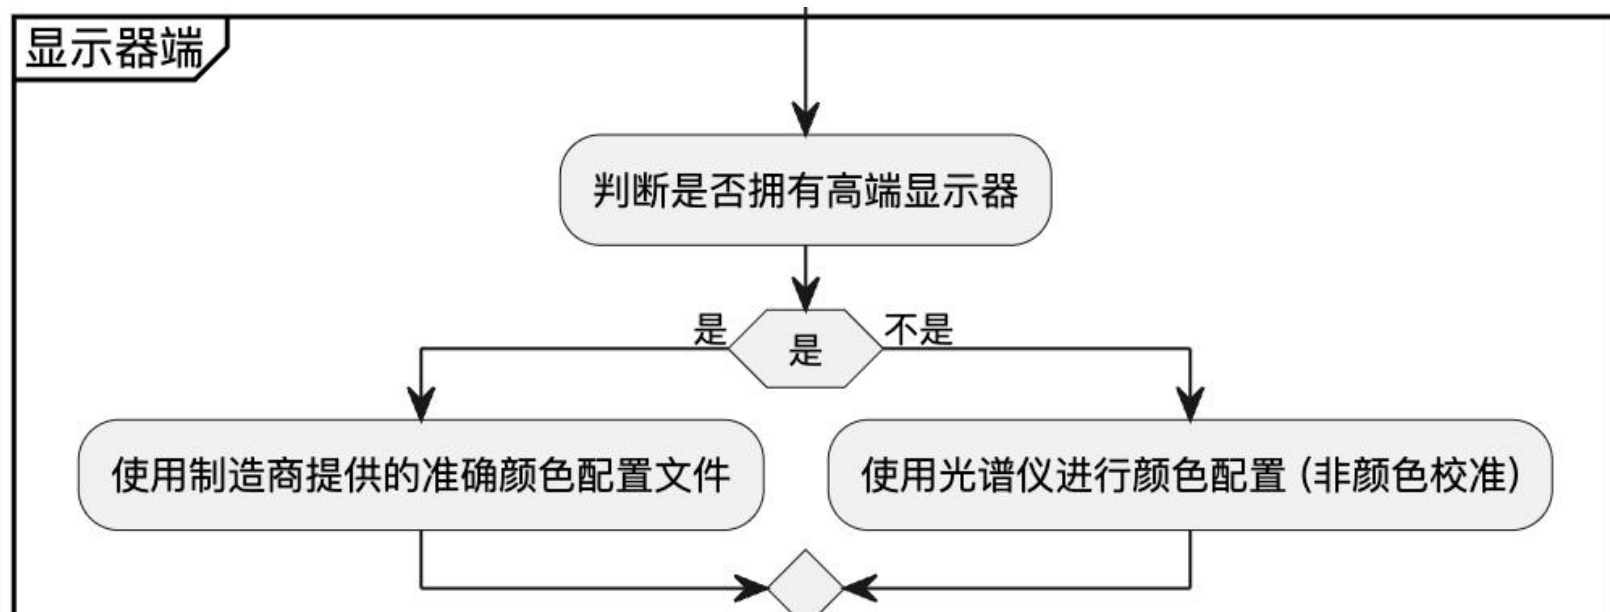 显示器端
判断是否拥有高端显示器
是
是
不是
使用制造商提供的准确颜色配置文件
使用光谱仪进行颜色配置 (非颜色校准)